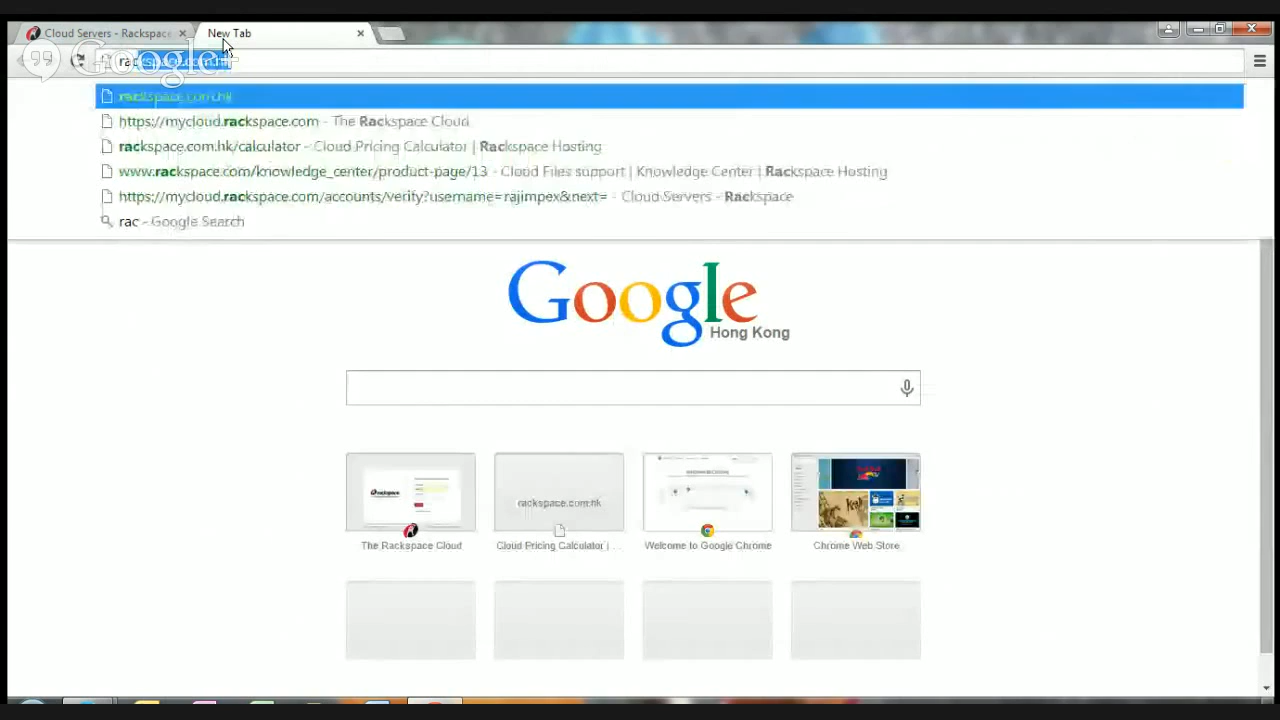 Cloud Servers - Rackspace
New Tab
Google+
rackspace.com.hk
rackspace.com.hk
https://mycloud.rackspace.com - The Rackspace Cloud
rackspace.com.hk/calculator - Cloud Pricing Calculator | Rackspace Hosting
www.rackspace.com/knowledge_center/product-page/13 - Cloud Files support | Knowledge Center | Rackspace Hosting
https://mycloud.rackspace.com/accounts/verify?username=rajimpex&next= - Cloud Servers - Rackspace
rac - Google Search
Google
Hong Kong
rackspace
rackspace.com.hk
The Rackspace Cloud
Cloud Pricing Calculator | ...
Welcome to Google Chrome
Chrome Web Store